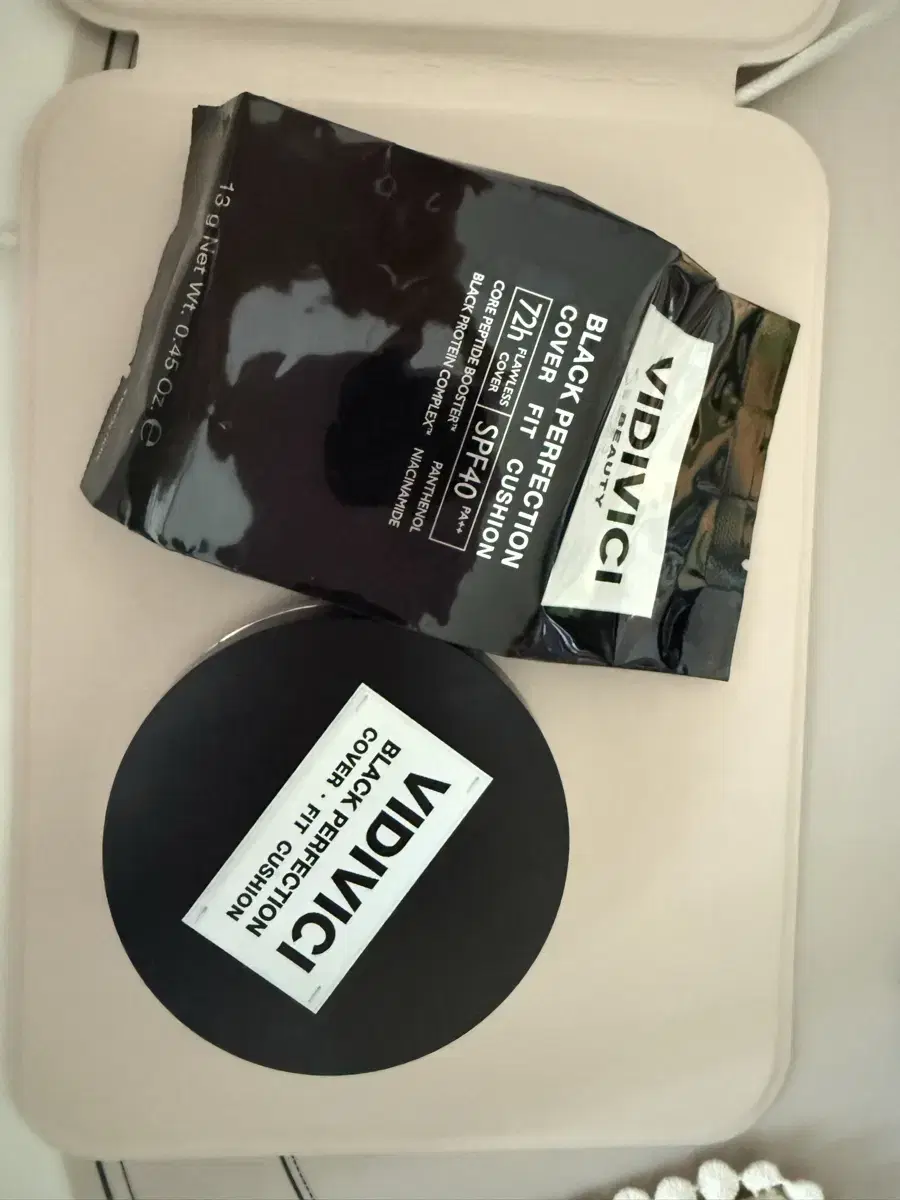 VIDIVICI
BEAUTY
BLACK PERFECTION
COVER FIT CUSHION
72h FLAWLESS COVER SPF40 PA++
CORE PEPTIDE BOOSTER™ PANTHENOL
BLACK PROTEIN COMPLEX™ NIACINAMIDE
13 g Net Wt. 0.45 Oz. ℮
VIDIVICI
BLACK PERFECTION
COVER · FIT CUSHION